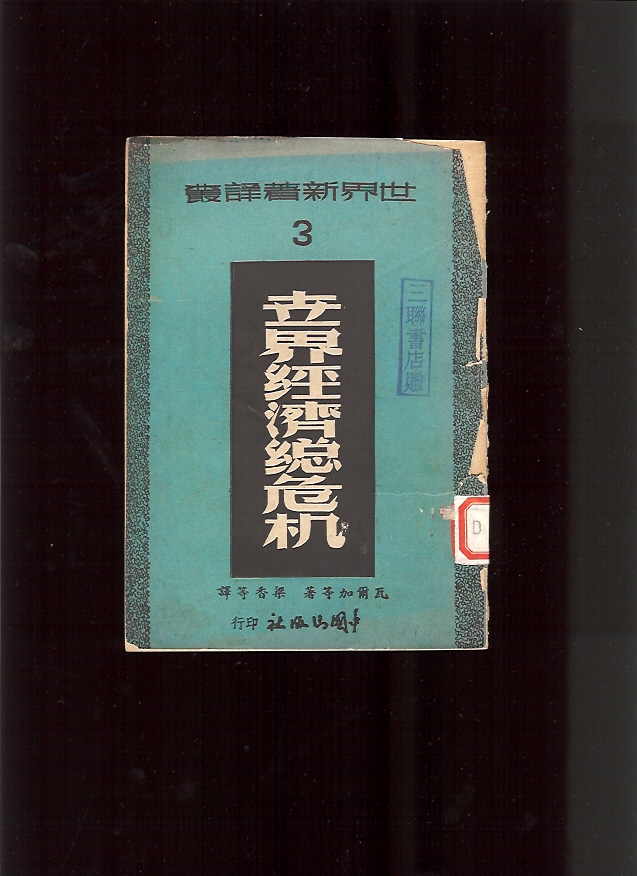 世界新著譯叢
3
世界經濟總危机
三聯書店贈
瓦爾加等著 梁香等譯
中國出版社 印行
D